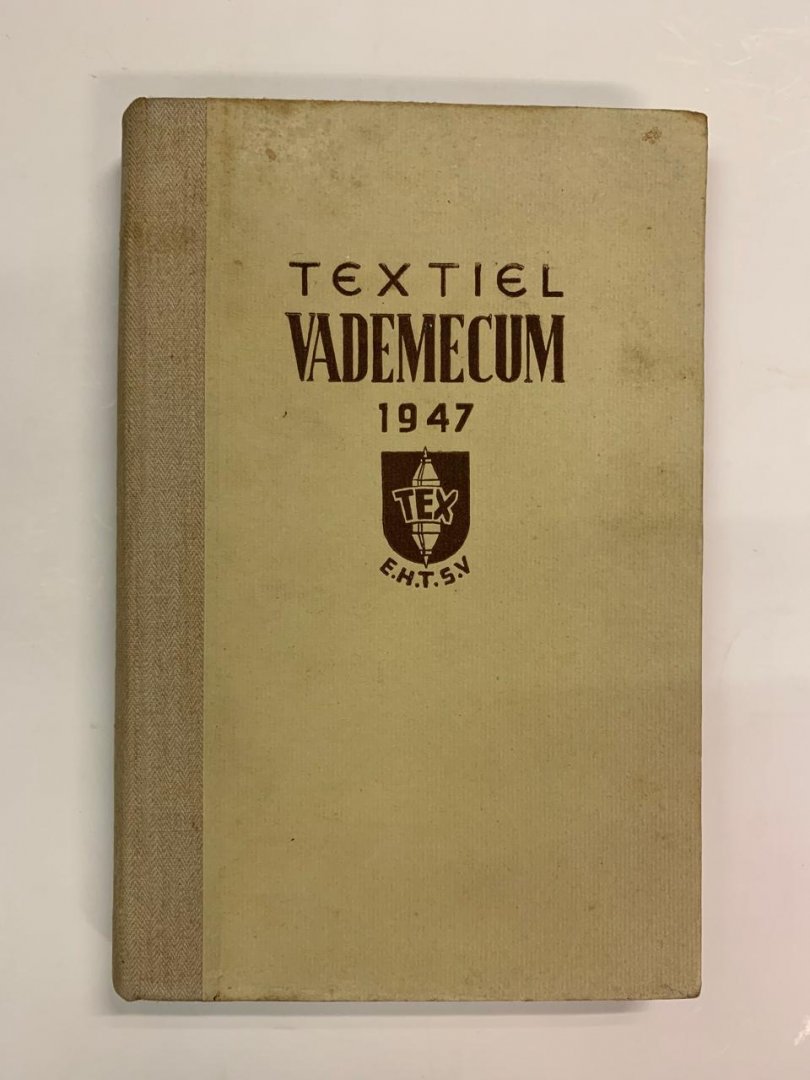 TEXTIEL
VADEMECUM
1947
TEX
E.H.T.S.V